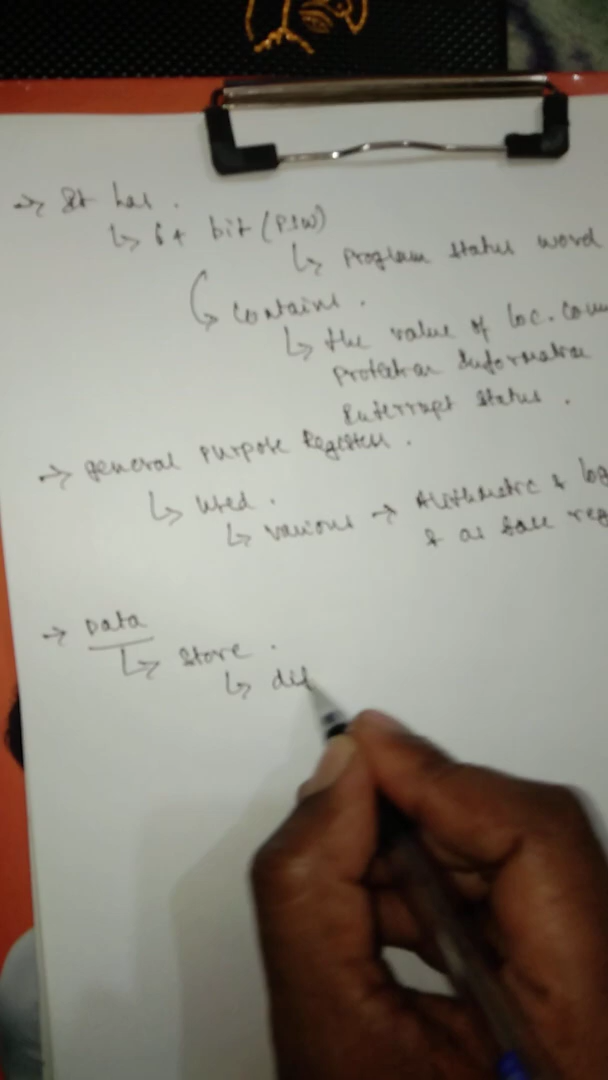 → It has.
↳ 64 bit (PSW)
↳ program status word
↳ contains.
↳ the value of loc. coun
protection Information
Interrupt status.
→ general purpose Registers.
↳ used.
↳ various → Arithmetic & log
& as base reg
→ Data
↳ store.
↳ dif